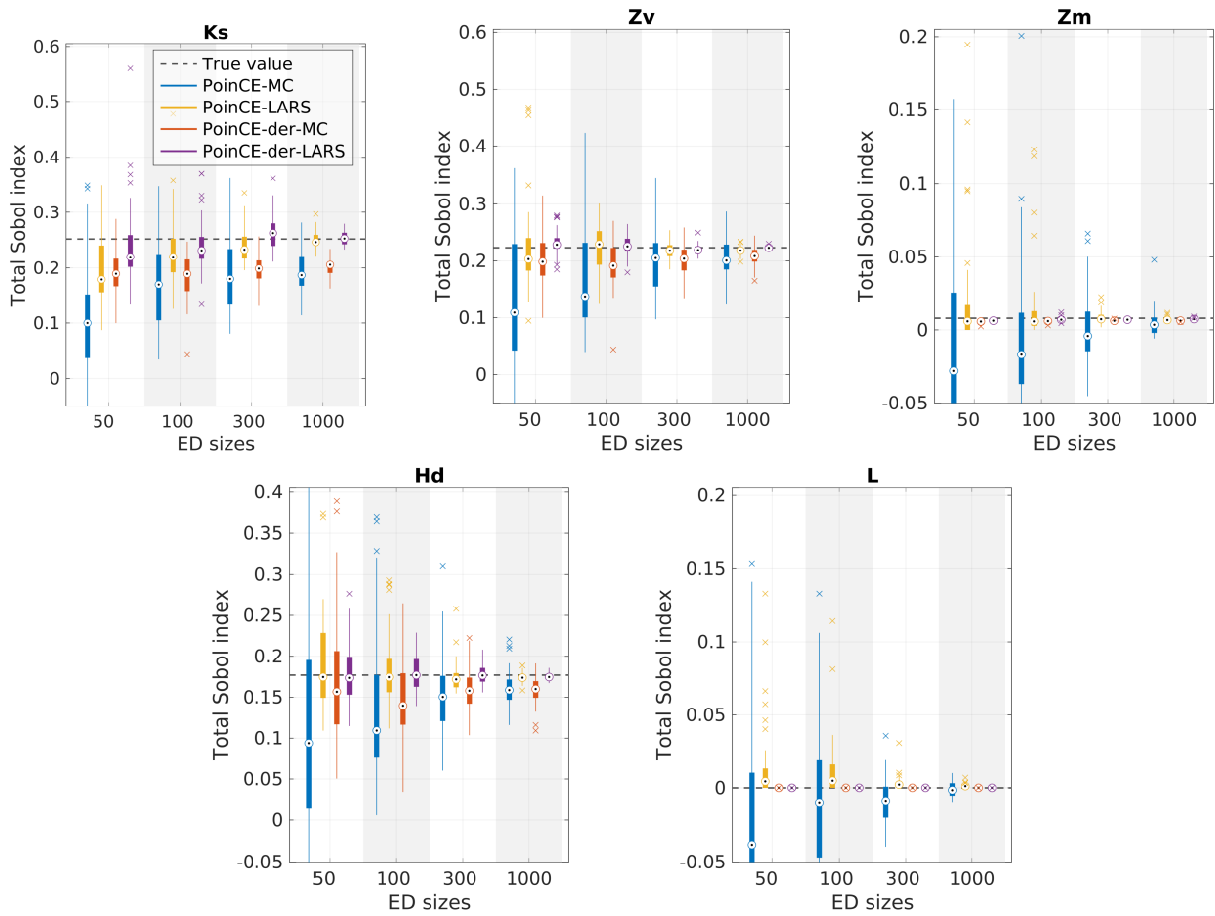 Ks
Total Sobol index
0.6
0.5
0.4
0.3
0.2
0.1
0
True value
PoinCE-MC
PoinCE-LARS
PoinCE-der-MC
PoinCE-der-LARS
50 100 300 1000
ED sizes
Zv
Total Sobol index
0.6
0.5
0.4
0.3
0.2
0.1
0
50 100 300 1000
ED sizes
Zm
Total Sobol index
0.2
0.15
0.1
0.05
0
-0.05
50 100 300 1000
ED sizes
Hd
Total Sobol index
0.4
0.35
0.3
0.25
0.2
0.15
0.1
0.05
0
-0.05
50 100 300 1000
ED sizes
L
Total Sobol index
0.2
0.15
0.1
0.05
0
-0.05
50 100 300 1000
ED sizes